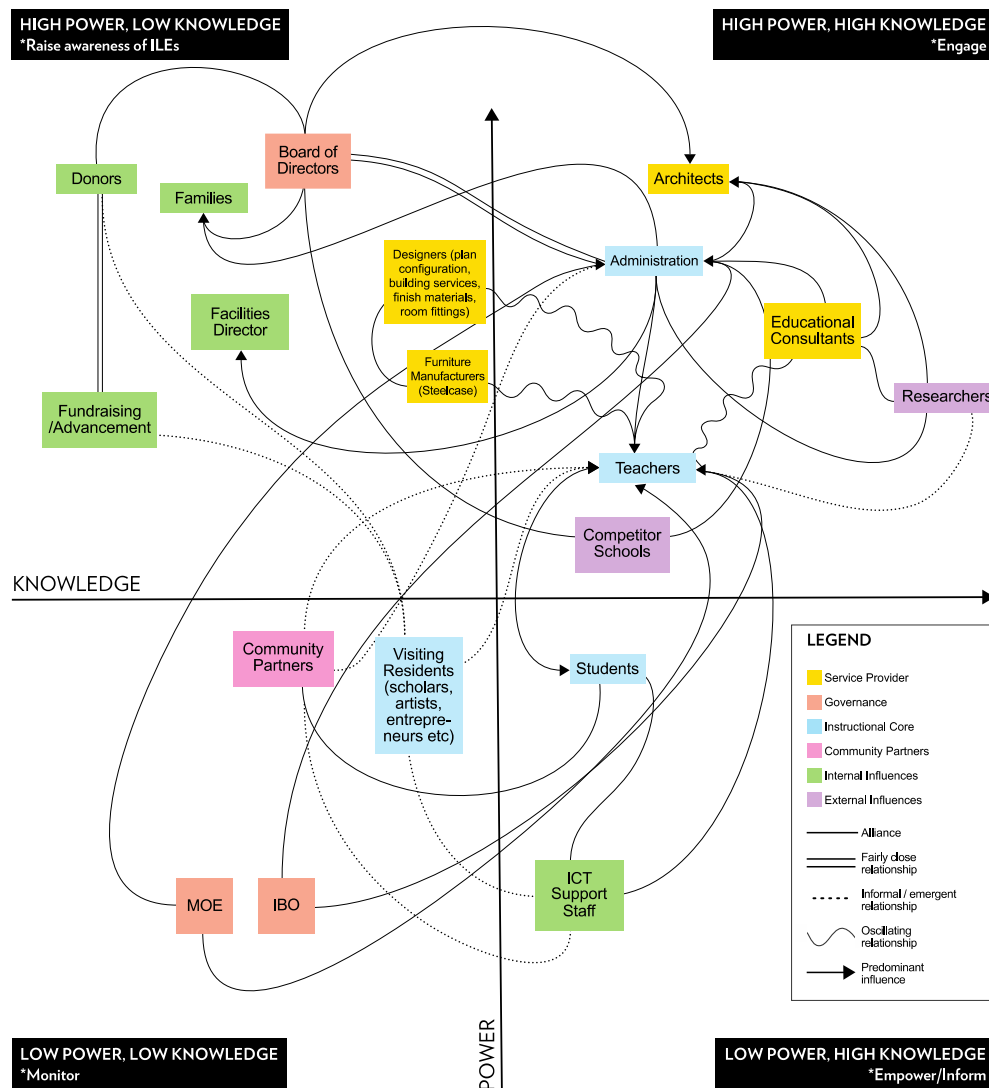 HIGH POWER, LOW KNOWLEDGE
*Raise awareness of ILEs
HIGH POWER, HIGH KNOWLEDGE
*Engage
Board of
Directors
Donors
Families
Architects
Designers (plan
configuration,
building services,
finish materials,
room fittings)
Administration
Facilities
Director
Educational
Consultants
Furniture
Manufacturers
(Steelcase)
Researchers
Fundraising
/Advancement
Teachers
Competitor
Schools
KNOWLEDGE
Community
Partners
Visiting
Residents
(scholars,
artists,
entrepre-
neurs etc)
Students
MOE
IBO
ICT
Support
Staff
LEGEND
Service Provider
Governance
Instructional Core
Community Partners
Internal Influences
External Influences
Alliance
Fairly close
relationship
Informal / emergent
relationship
Oscillating
relationship
Predominant
influence
POWER
LOW POWER, LOW KNOWLEDGE
*Monitor
LOW POWER, HIGH KNOWLEDGE
*Empower/Inform